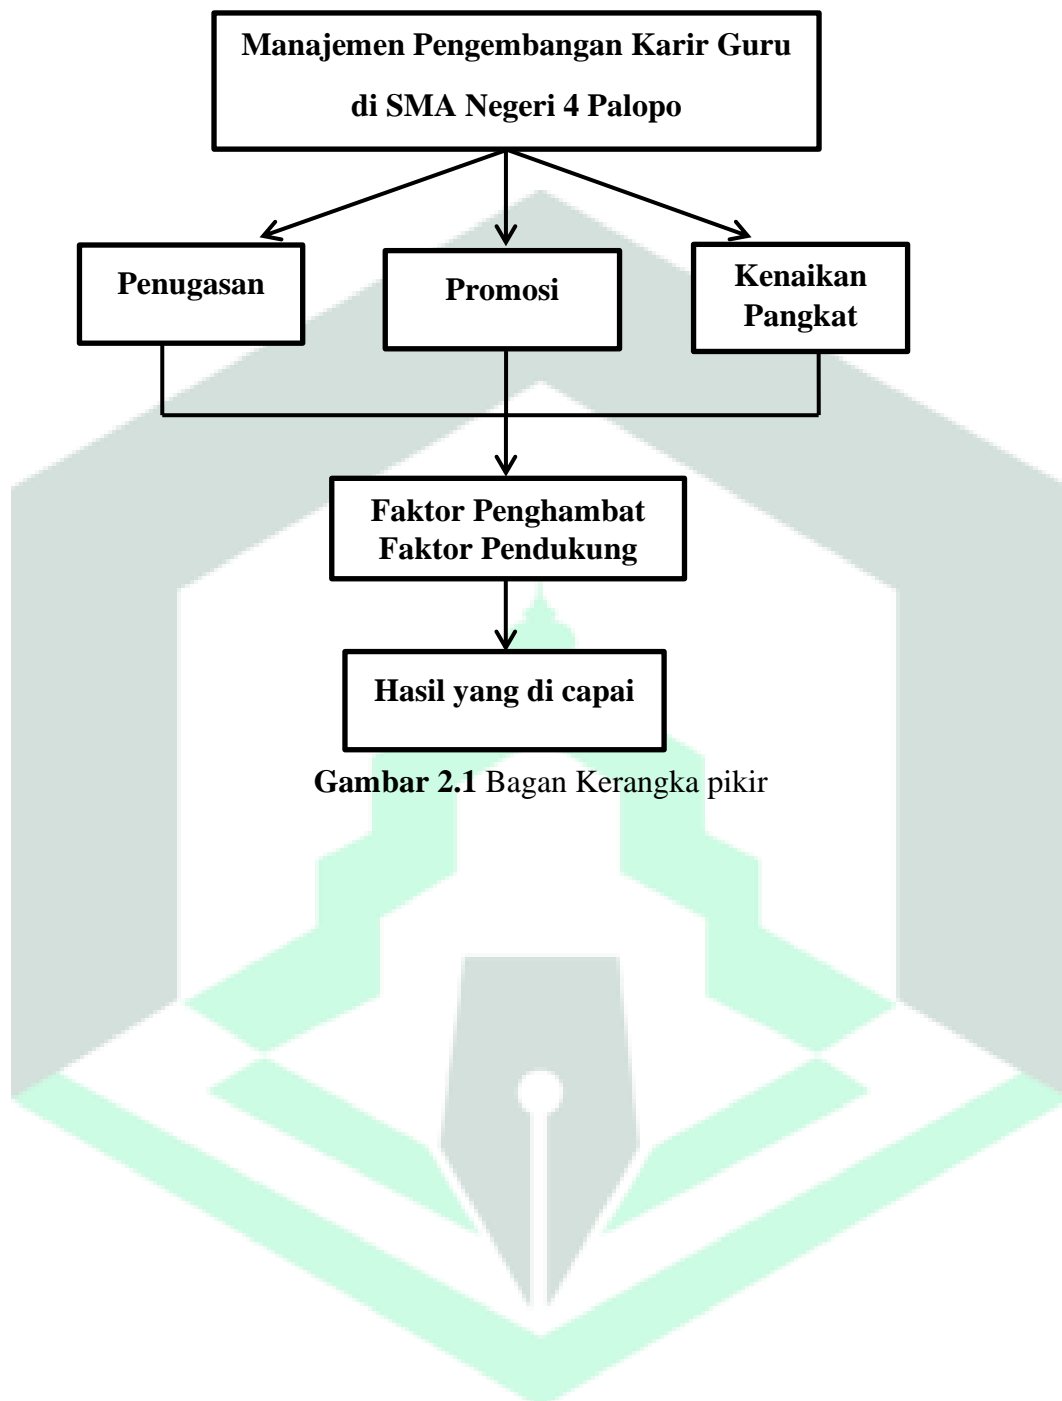 Manajemen Pengembangan Karir Guru
di SMA Negeri 4 Palopo
Penugasan
Promosi
Kenaikan
Pangkat
Faktor Penghambat
Faktor Pendukung
Hasil yang di capai
Gambar 2.1 Bagan Kerangka pikir